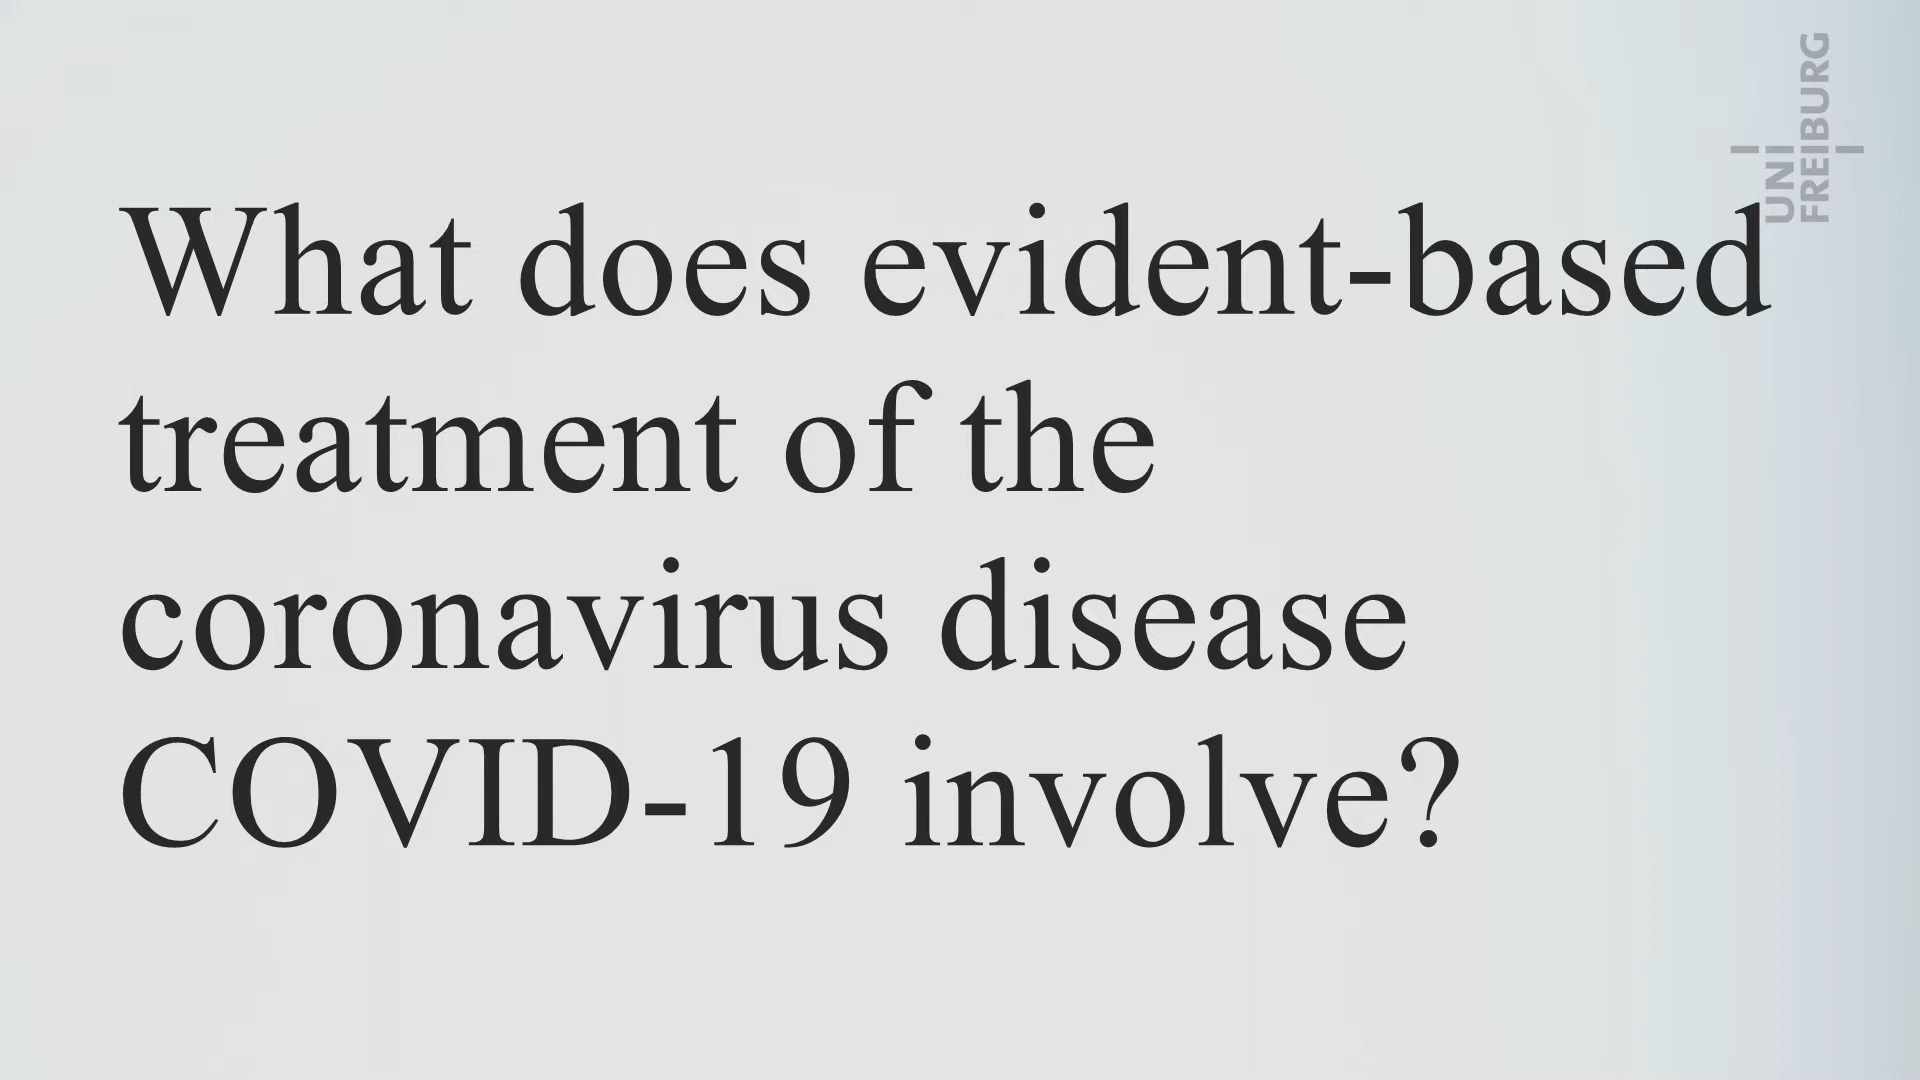 What does evident-based
treatment of the
coronavirus disease
COVID-19 involve?
UNI
FREIBURG